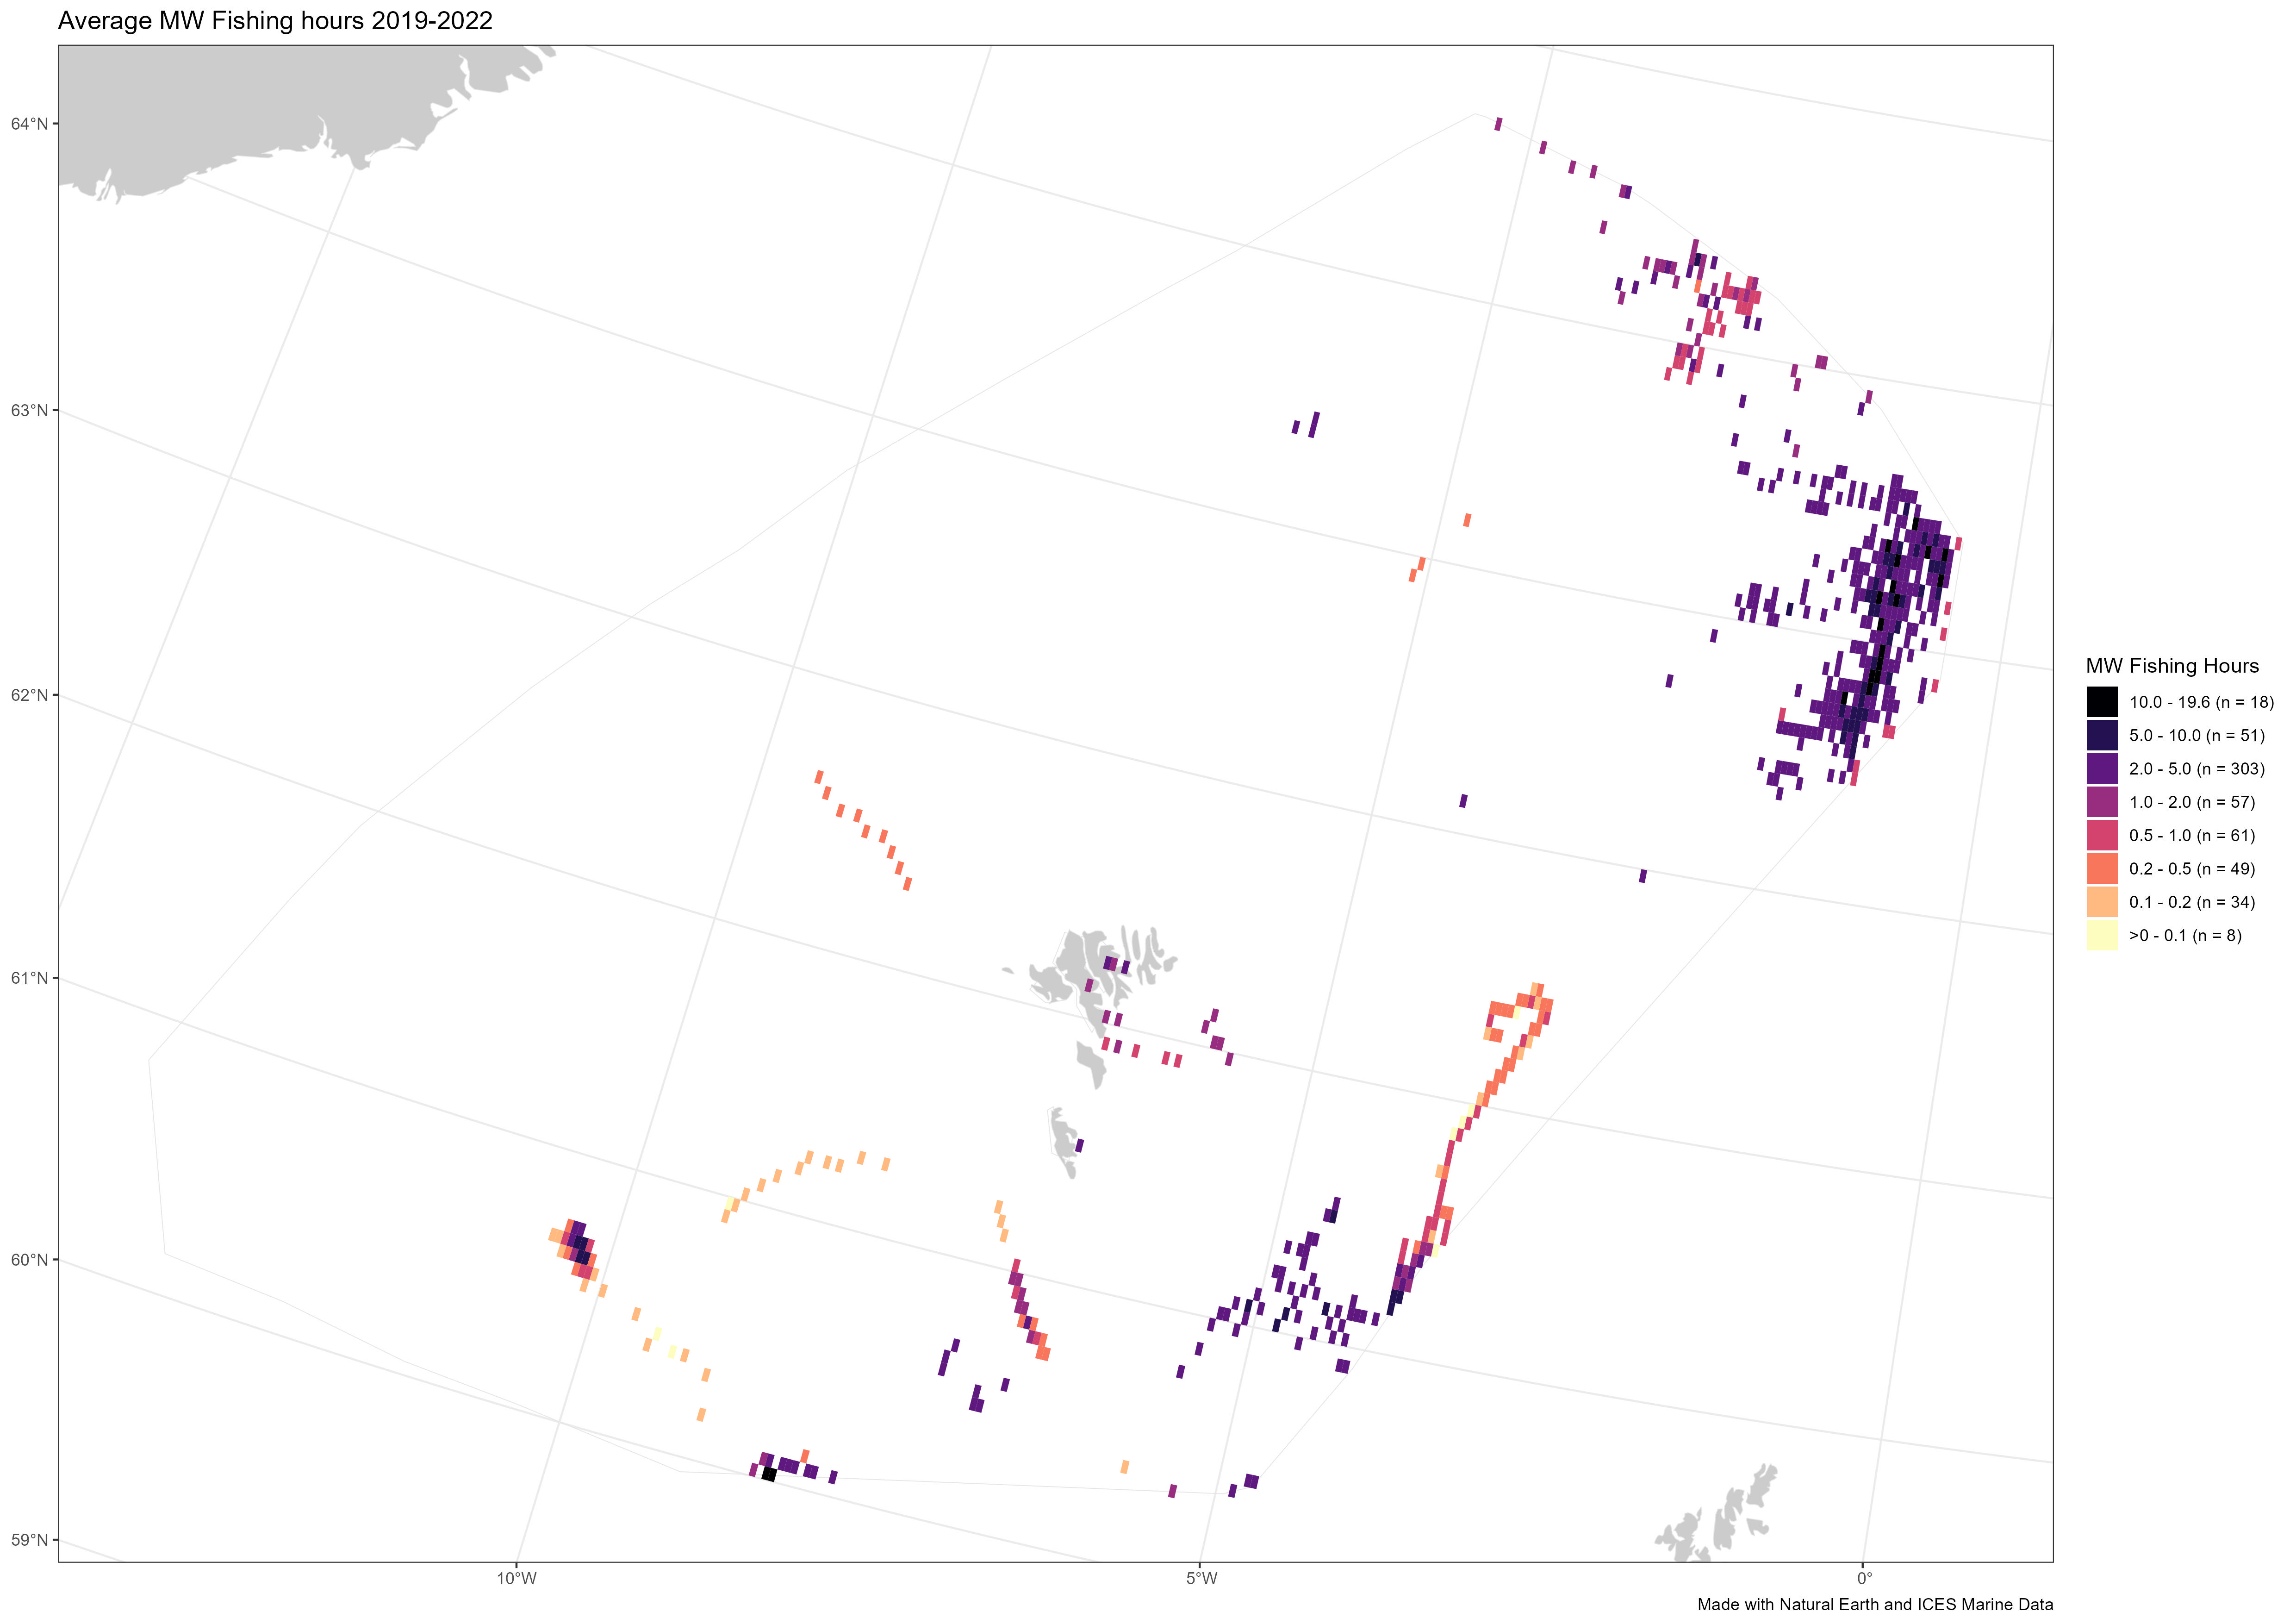 Average MW Fishing hours 2019-2022
64°N
63°N
62°N
61°N
60°N
59°N
10°W
5°W
0°
MW Fishing Hours
10.0 - 19.6 (n = 18)
5.0 - 10.0 (n = 51)
2.0 - 5.0 (n = 303)
1.0 - 2.0 (n = 57)
0.5 - 1.0 (n = 61)
0.2 - 0.5 (n = 49)
0.1 - 0.2 (n = 34)
>0 - 0.1 (n = 8)
Made with Natural Earth and ICES Marine Data